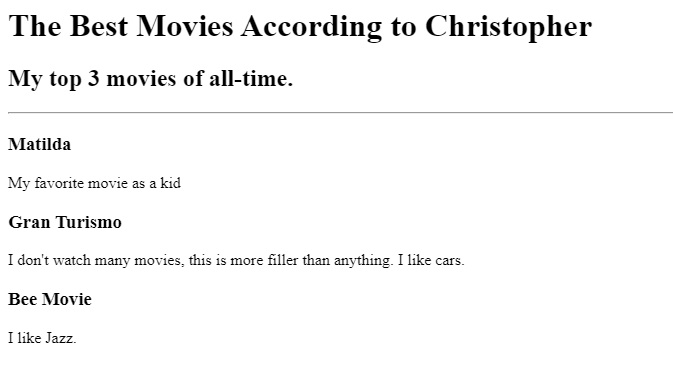 The Best Movies According to Christopher
My top 3 movies of all-time.
Matilda
My favorite movie as a kid
Gran Turismo
I don't watch many movies, this is more filler than anything. I like cars.
Bee Movie
I like Jazz.